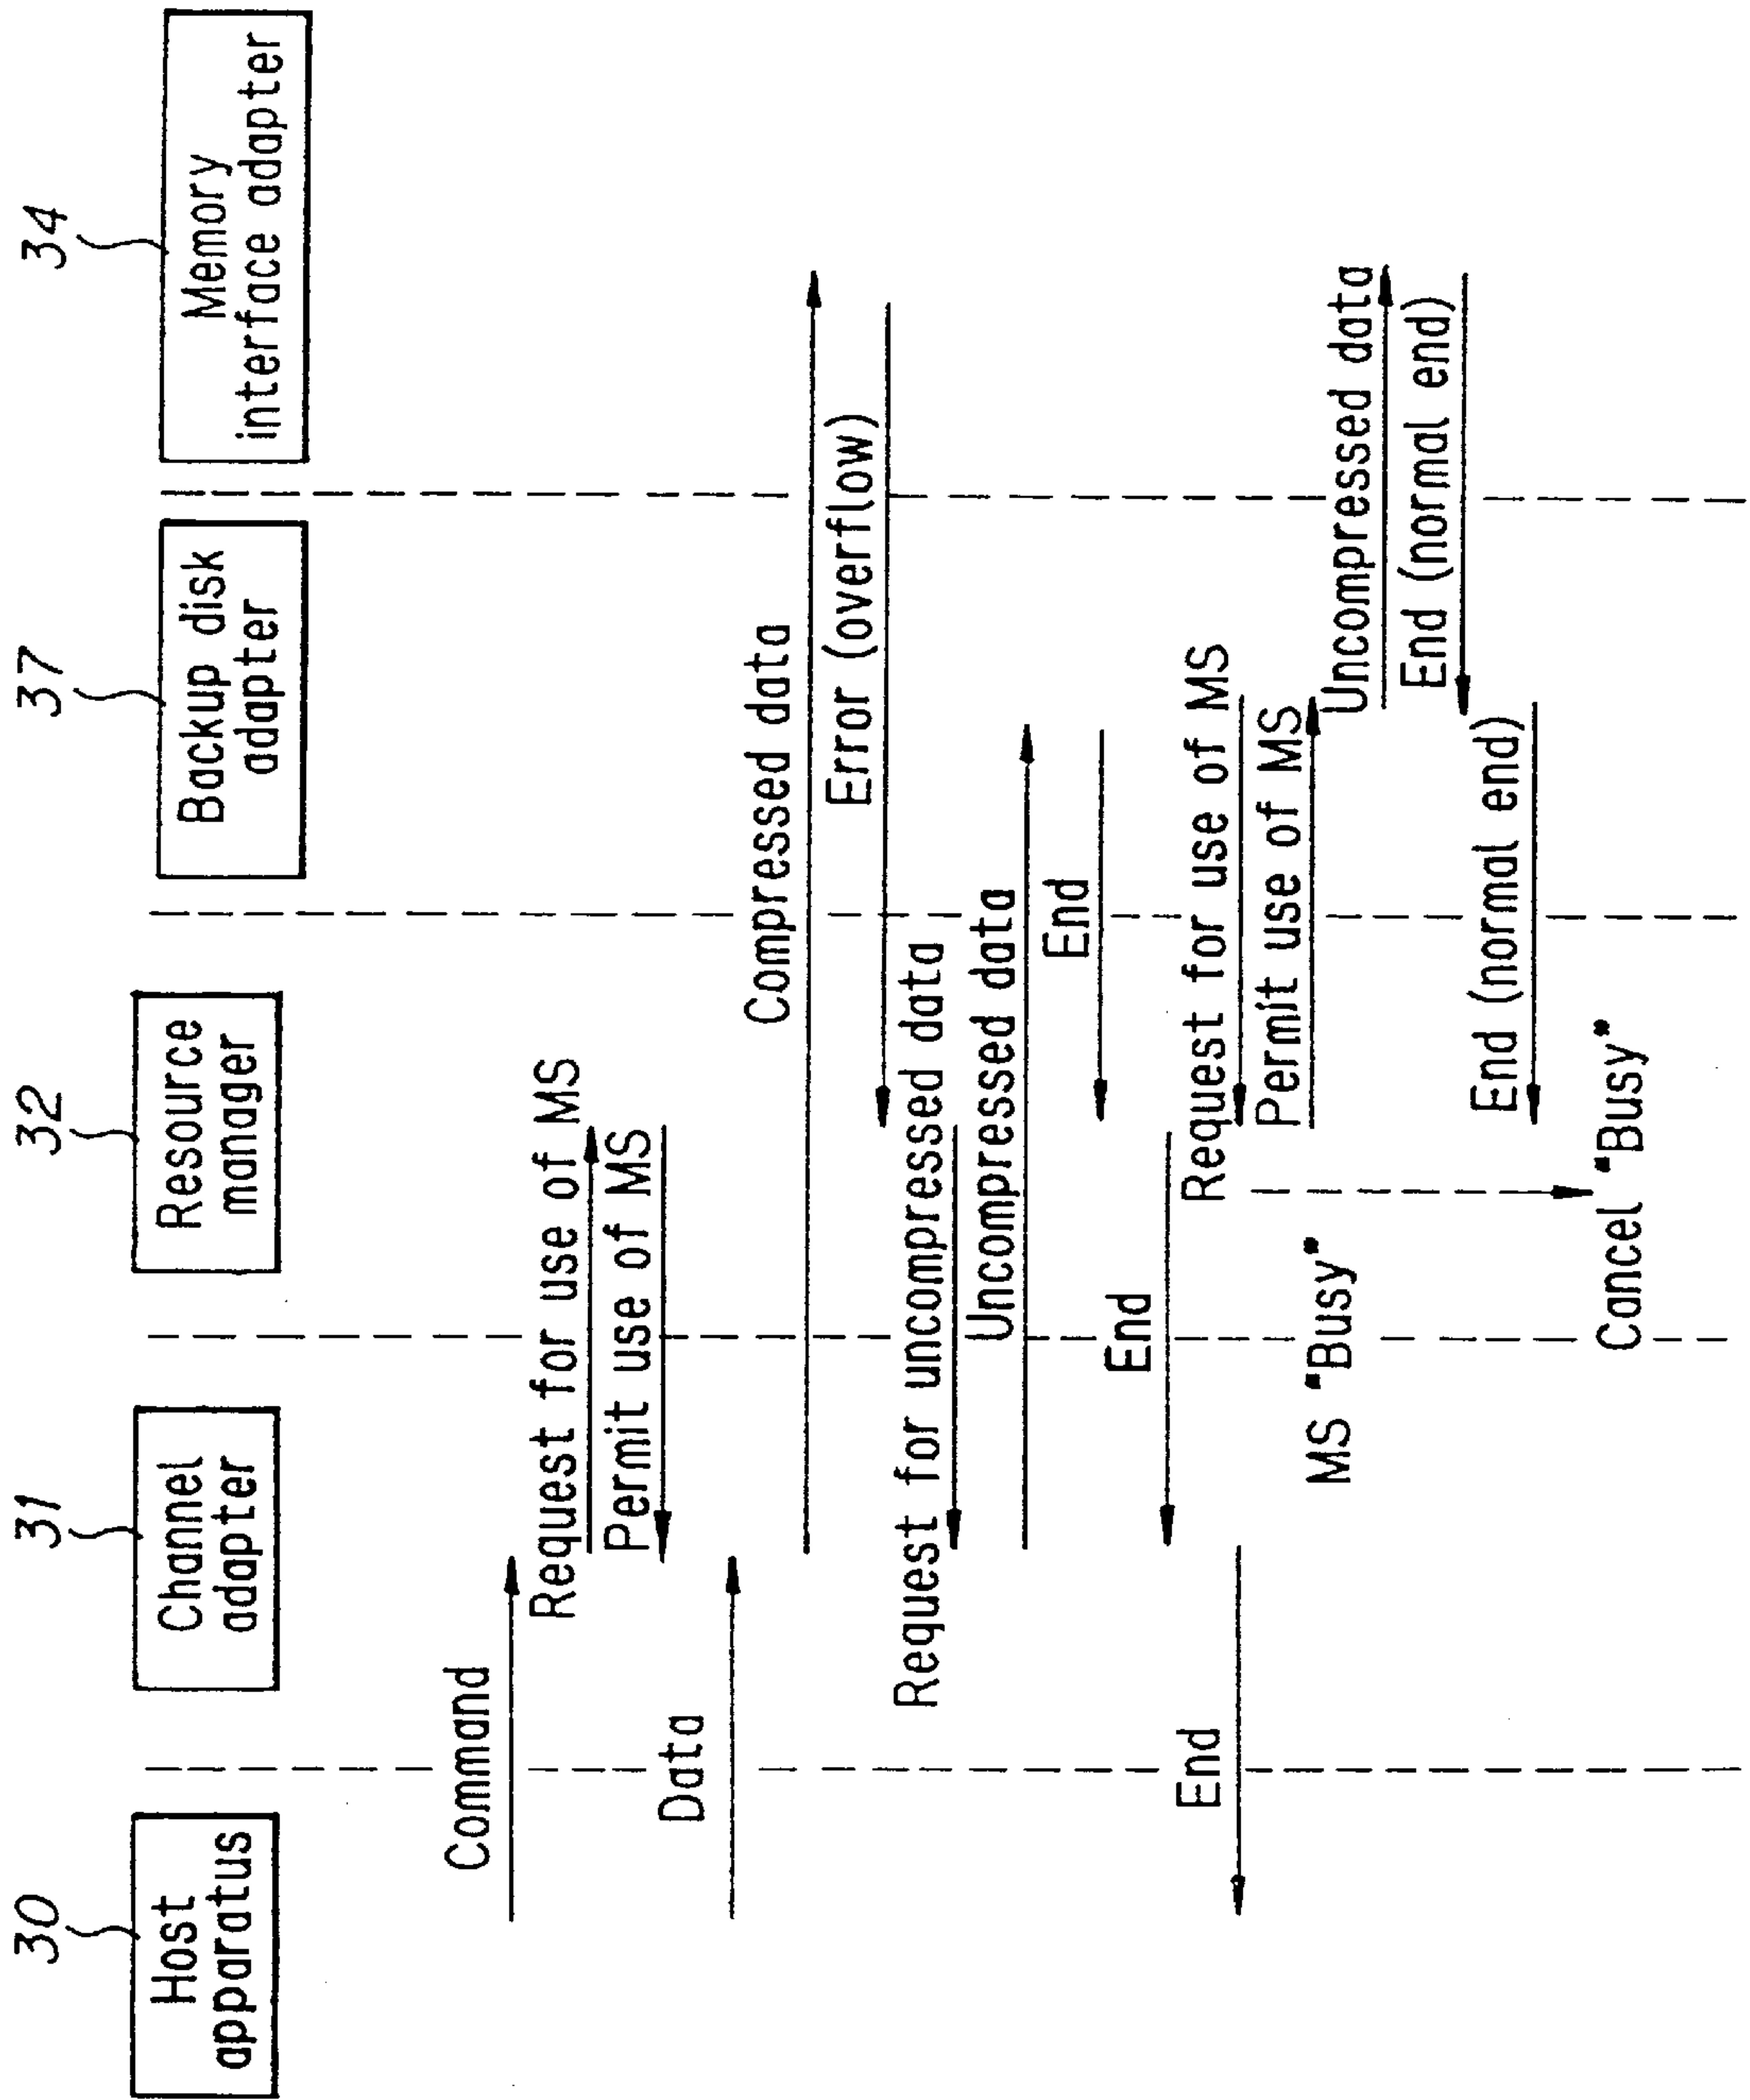 30
Host
apparatus
31
Channel
adapter
32
Resource
manager
37
Backup disk
adapter
34
Memory
interface adapter
Command
Request for use of MS
Permit use of MS
Data
Compressed data
Error (overflow)
Request for uncompressed data
Uncompressed data
End
End
End
Request for use of MS
Permit use of MS
MS “Busy”
Uncompressed data
End (normal end)
End (normal end)
Cancel “Busy”